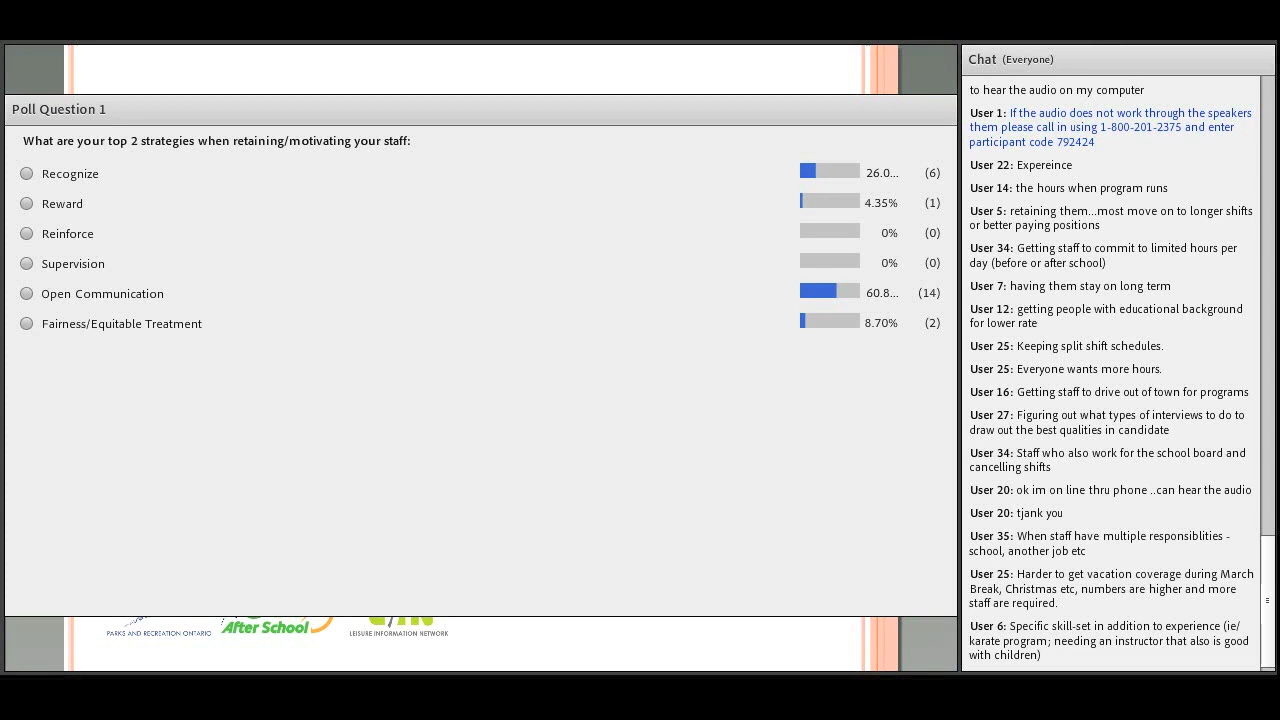 Poll Question 1
What are your top 2 strategies when retaining/motivating your staff:
Recognize 26.0... (6)
Reward 4.35% (1)
Reinforce 0% (0)
Supervision 0% (0)
Open Communication 60.8... (14)
Fairness/Equitable Treatment 8.70% (2)
PARKS AND RECREATION ONTARIO
After School
LEISURE INFORMATION NETWORK
Chat (Everyone)
to hear the audio on my computer
User 1: If the audio does not work through the speakers
them please call in using 1-800-201-2375 and enter
participant code 792424
User 22: Expereince
User 14: the hours when program runs
User 5: retaining them...most move on to longer shifts
or better paying positions
User 34: Getting staff to commit to limited hours per
day (before or after school)
User 7: having them stay on long term
User 12: getting people with educational background
for lower rate
User 25: Keeping split shift schedules.
User 25: Everyone wants more hours.
User 16: Getting staff to drive out of town for programs
User 27: Figuring out what types of interviews to do to
draw out the best qualities in candidate
User 34: Staff who also work for the school board and
cancelling shifts
User 20: ok im on line thru phone ..can hear the audio
User 20: tjank you
User 35: When staff have multiple responsiblities -
school, another job etc
User 25: Harder to get vacation coverage during March
Break, Christmas etc, numbers are higher and more
staff are required.
User 6: Specific skill-set in addition to experience (ie/
karate program; needing an instructor that also is good
with children)